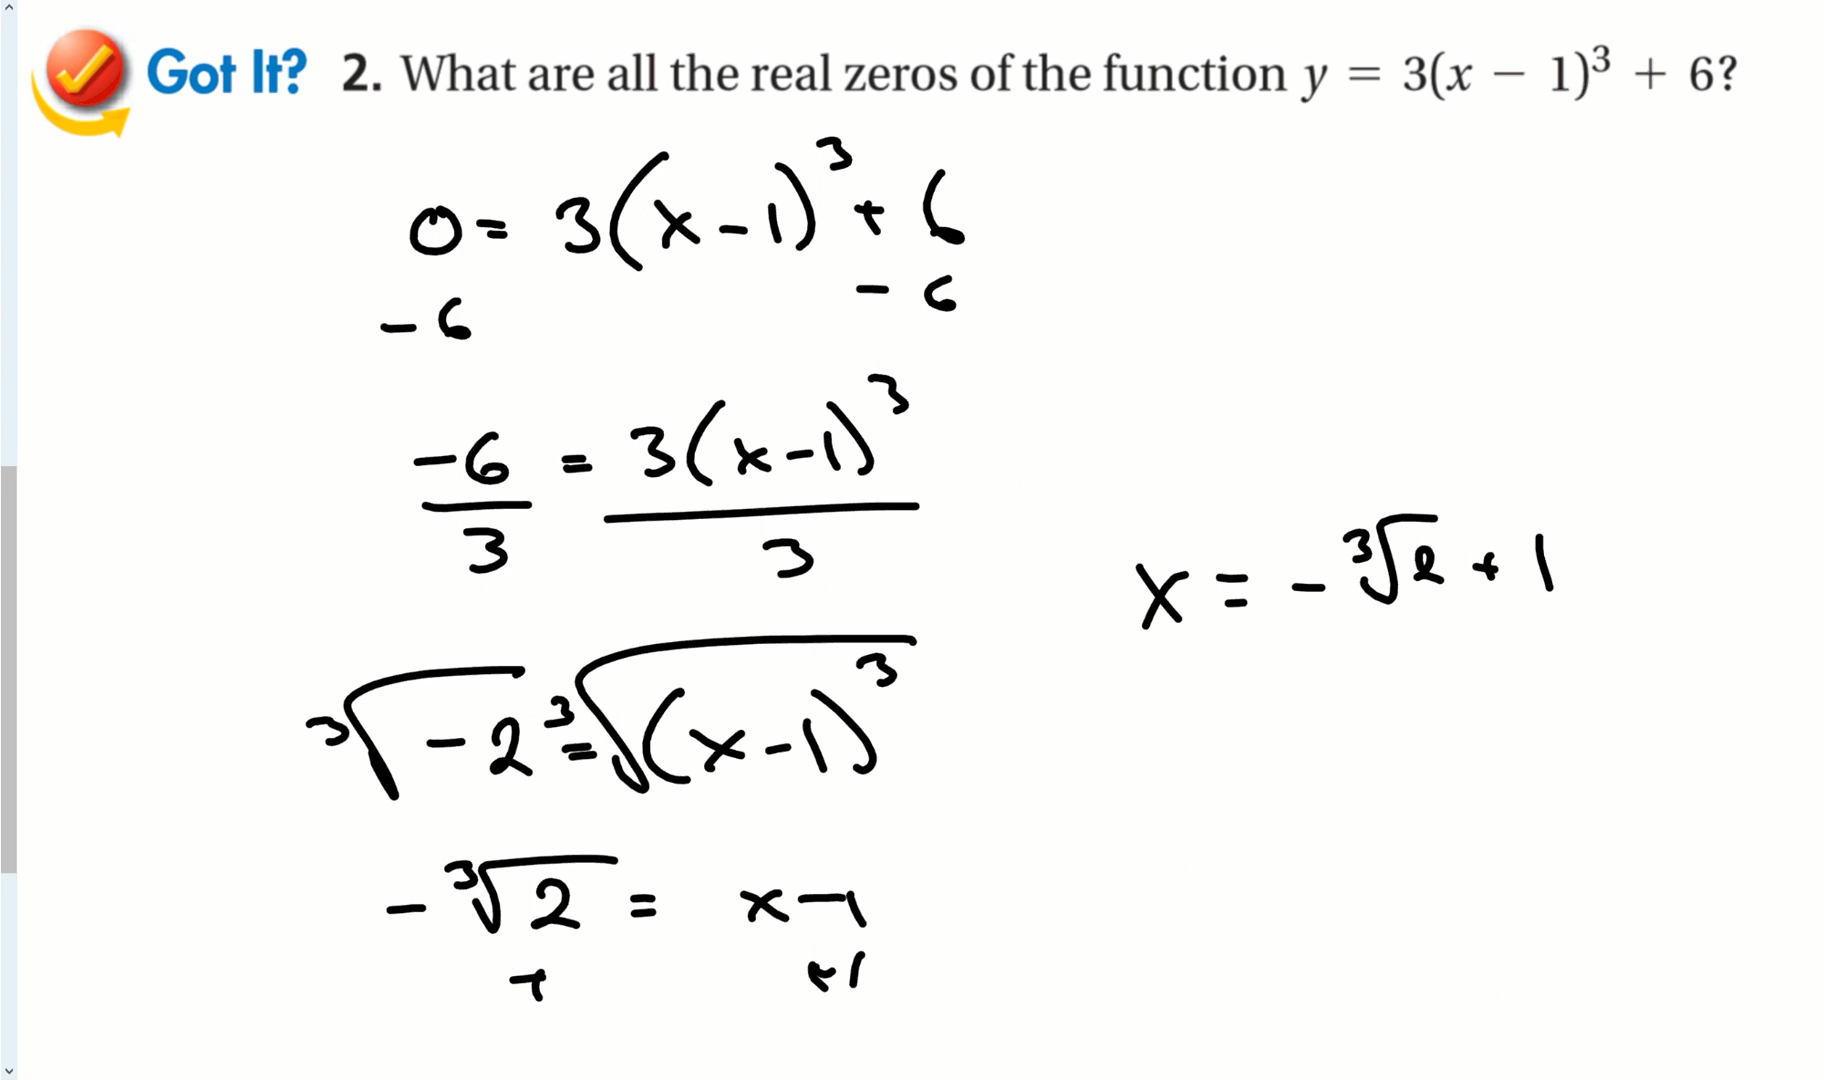 Got It? 2. What are all the real zeros of the function y = 3(x − 1)³ + 6?
0 = 3(x − 1)³ + 6
− 6
− 6
−6 = 3(x−1)³
3 3
∛−2 = ∛(x−1)³
−∛2 = x−1
+ +1
x = −∛2 + 1